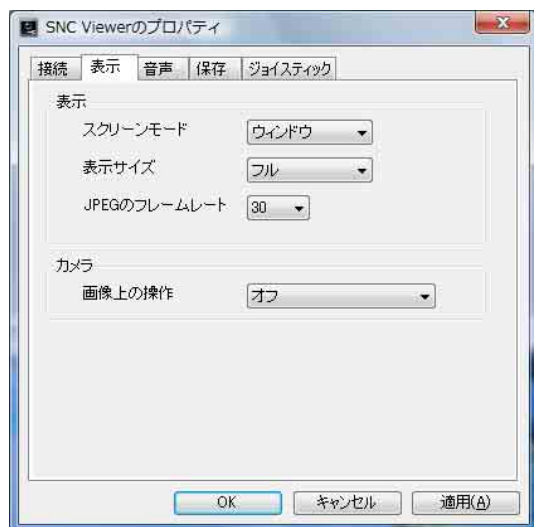 SNC Viewerのプロパティ
接続 表示 音声 保存 ジョイスティック
表示
スクリーンモード ウィンドウ
表示サイズ フル
JPEGのフレームレート 30
カメラ
画像上の操作 オフ
OK キャンセル 適用(A)